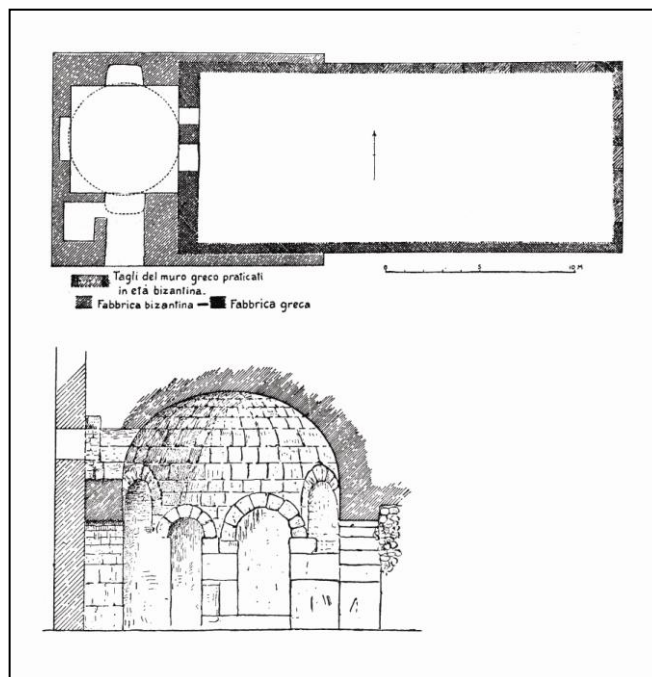 Tagli del muro greco praticati
in età bizantina.
Fabbrica bizantina — Fabbrica greca
0 5 10 M